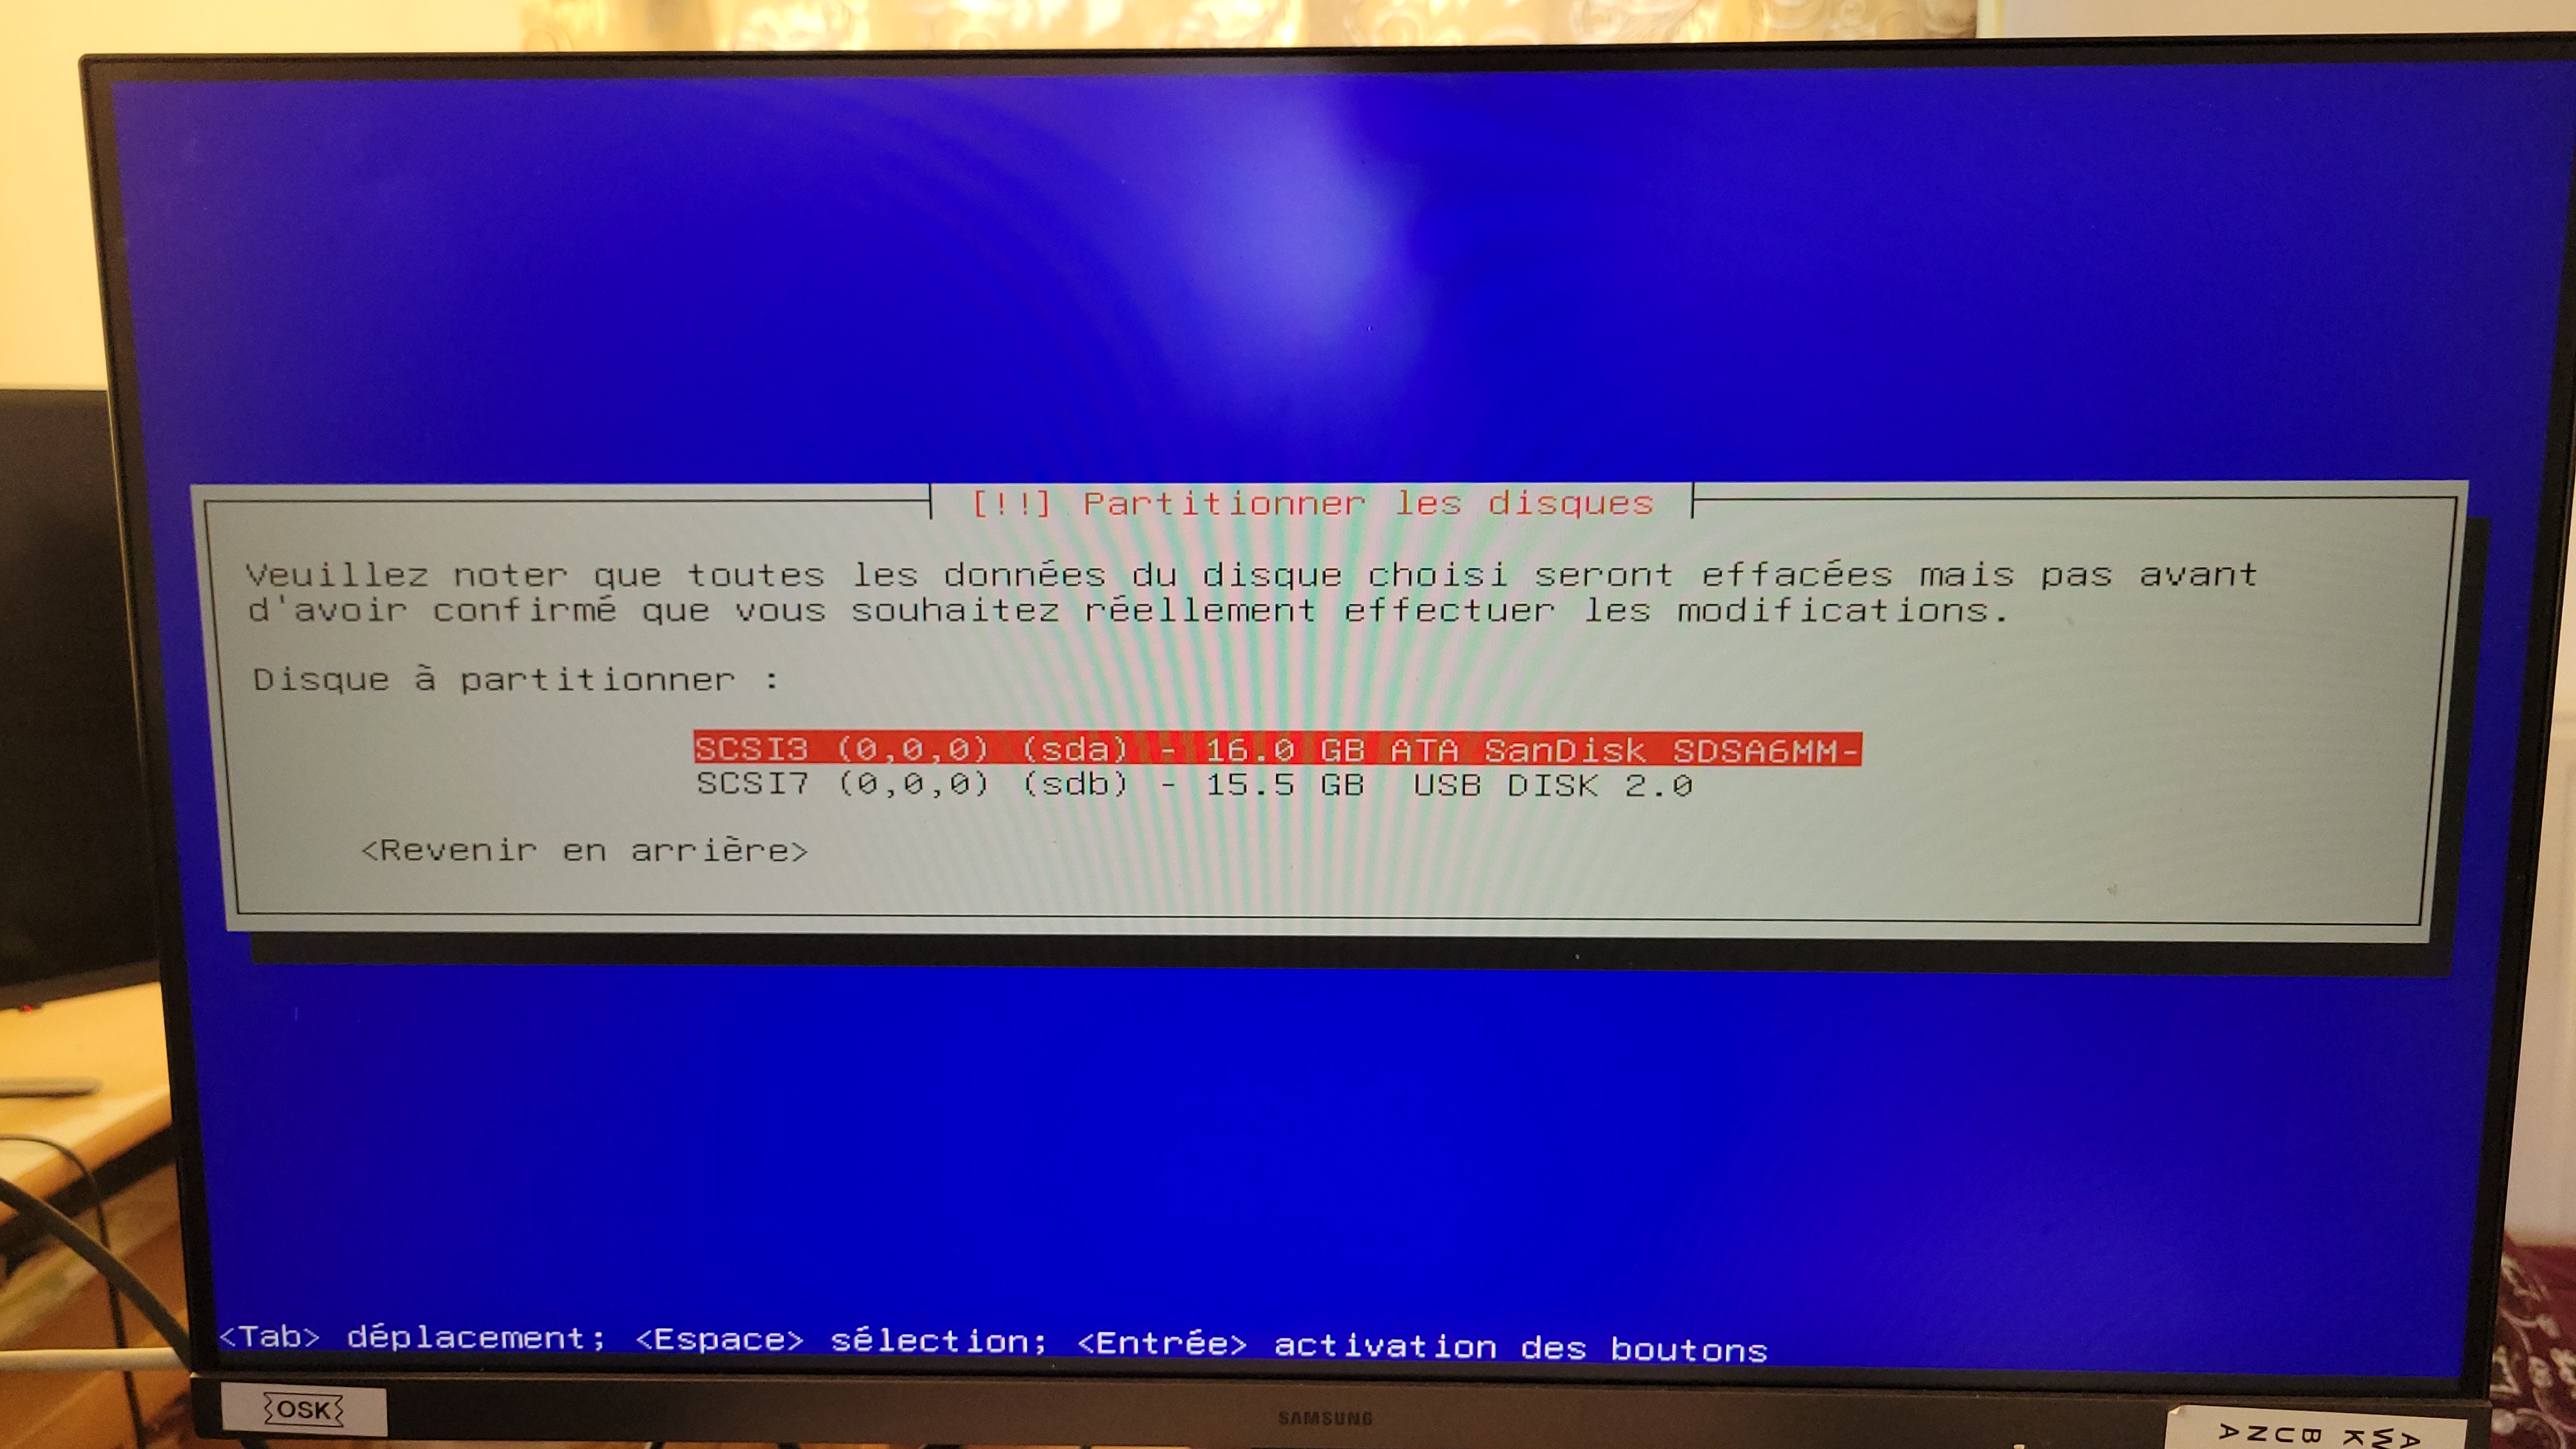 [!!] Partitionner les disques
Veuillez noter que toutes les données du disque choisi seront effacées mais pas avant
d'avoir confirmé que vous souhaitez réellement effectuer les modifications.
Disque à partitionner :
SCSI3 (0,0,0) (sda) - 16.0 GB ATA SanDisk SDSA6MM-
SCSI7 (0,0,0) (sdb) - 15.5 GB  USB DISK 2.0
<Revenir en arrière>
<Tab> déplacement; <Espace> sélection; <Entrée> activation des boutons
OSK
SAMSUNG